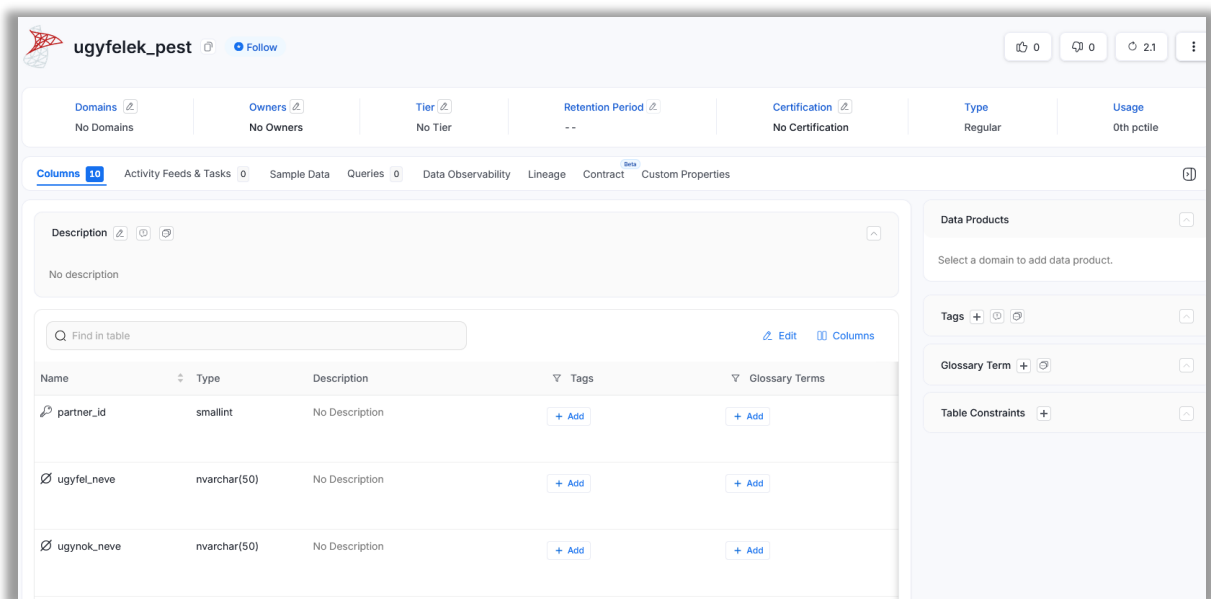 ugyfelek_pest Follow 0 0 2.1
Domains Owners Tier Retention Period Certification Type Usage
No Domains No Owners No Tier -- No Certification Regular 0th pctile
Columns 10 Activity Feeds & Tasks 0 Sample Data Queries 0 Data Observability Lineage Contract Beta Custom Properties
Description
No description
Data Products
Select a domain to add data product.
Tags +
Glossary Term +
Table Constraints +
Find in table Edit Columns
Name Type Description Tags Glossary Terms
partner_id smallint No Description + Add + Add
ugyfel_neve nvarchar(50) No Description + Add + Add
ugynok_neve nvarchar(50) No Description + Add + Add